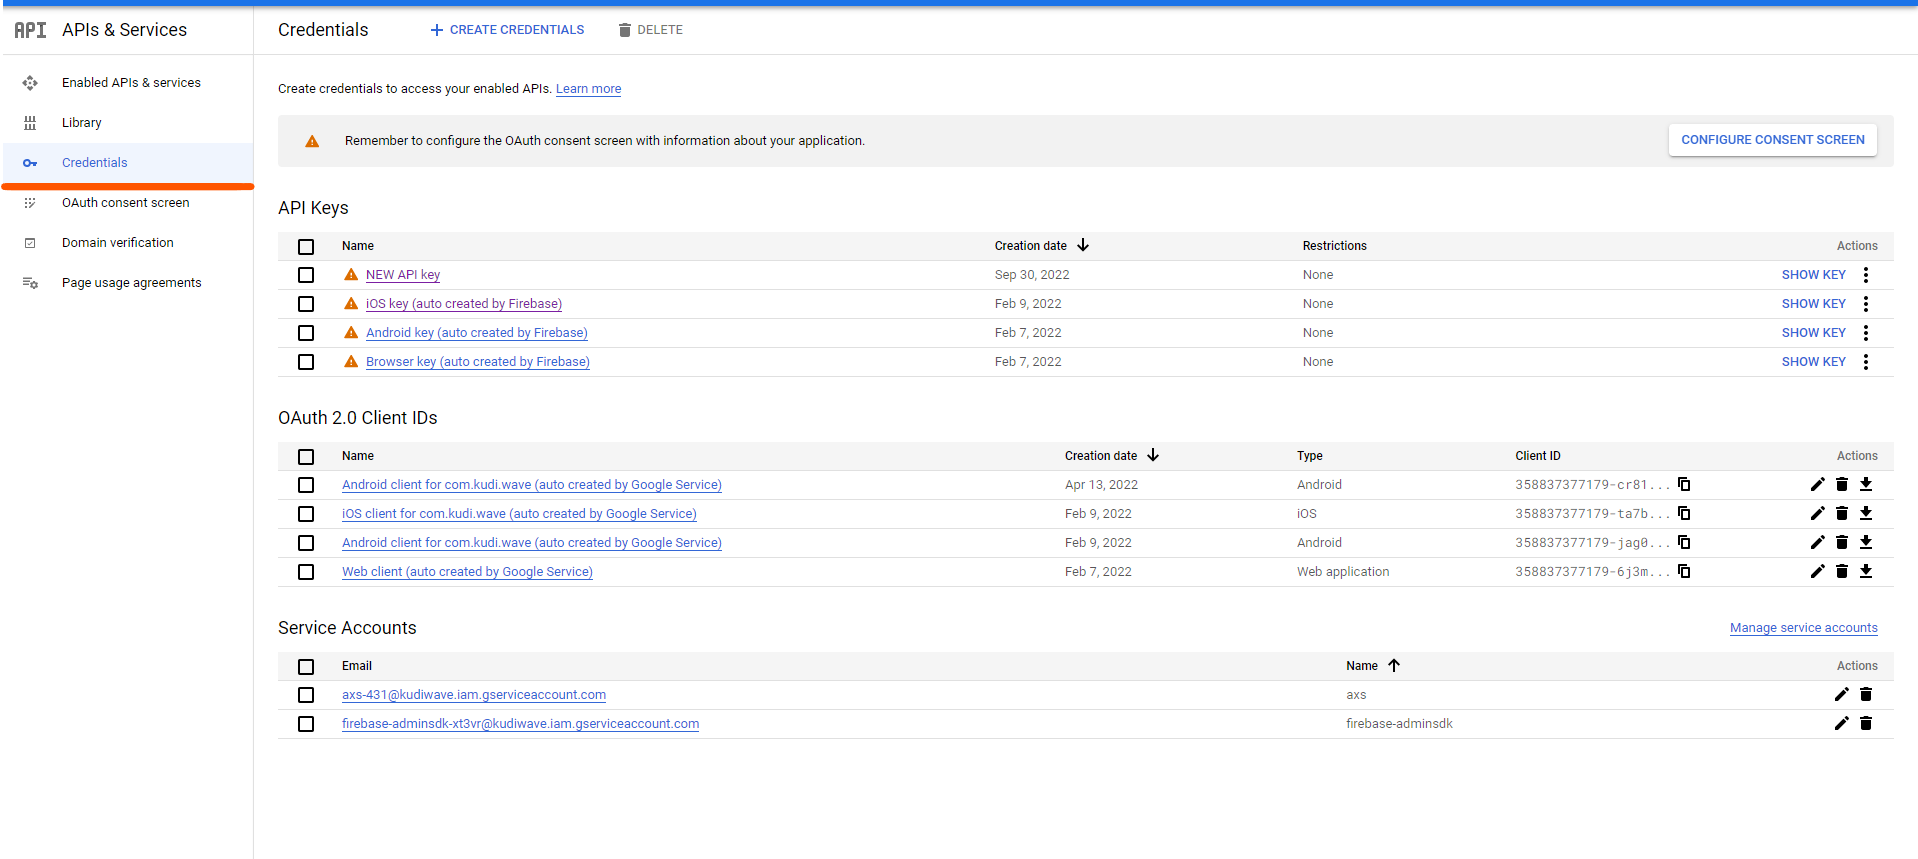 API APIs & Services
Credentials
CREATE CREDENTIALS
DELETE
Enabled APIs & services
Library
Credentials
OAuth consent screen
Domain verification
Page usage agreements
Create credentials to access your enabled APIs. Learn more
Remember to configure the OAuth consent screen with information about your application.
CONFIGURE CONSENT SCREEN
API Keys
Name Creation date Restrictions Actions
NEW API key Sep 30, 2022 None SHOW KEY
iOS key (auto created by Firebase) Feb 9, 2022 None SHOW KEY
Android key (auto created by Firebase) Feb 7, 2022 None SHOW KEY
Browser key (auto created by Firebase) Feb 7, 2022 None SHOW KEY
OAuth 2.0 Client IDs
Name Creation date Type Client ID Actions
Android client for com.kudi.wave (auto created by Google Service) Apr 13, 2022 Android 358837377179-cr81...
iOS client for com.kudi.wave (auto created by Google Service) Feb 9, 2022 iOS 358837377179-ta7b...
Android client for com.kudi.wave (auto created by Google Service) Feb 9, 2022 Android 358837377179-jag0...
Web client (auto created by Google Service) Feb 7, 2022 Web application 358837377179-6j3m...
Service Accounts
Manage service accounts
Email Name Actions
axs-431@kudiwave.iam.gserviceaccount.com axs
firebase-adminsdk-xt3vr@kudiwave.iam.gserviceaccount.com firebase-adminsdk